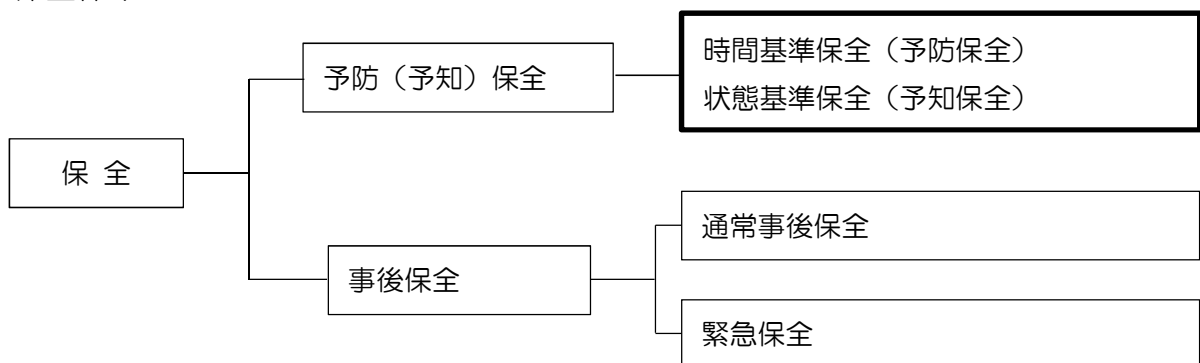 予防（予知）保全
時間基準保全（予防保全）
状態基準保全（予知保全）
保 全
通常事後保全
事後保全
緊急保全